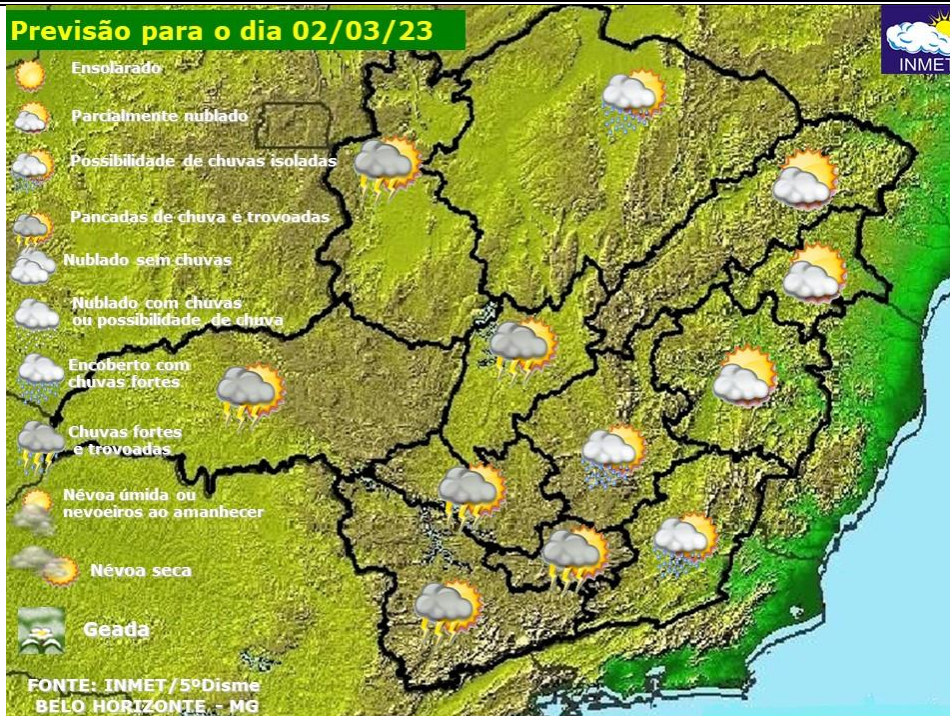 Previsão para o dia 02/03/23
INMET
Ensolarado
Parcialmente nublado
Possibilidade de chuvas isoladas
Pancadas de chuva e trovoadas
Nublado sem chuvas
Nublado com chuvas
ou possibilidade de chuva
Encoberto com
chuvas fortes
Chuvas fortes
e trovoadas
Névoa úmida ou
nevoeiros ao amanhecer
Névoa seca
Geada
FONTE: INMET/5ºDisme
BELO HORIZONTE - MG